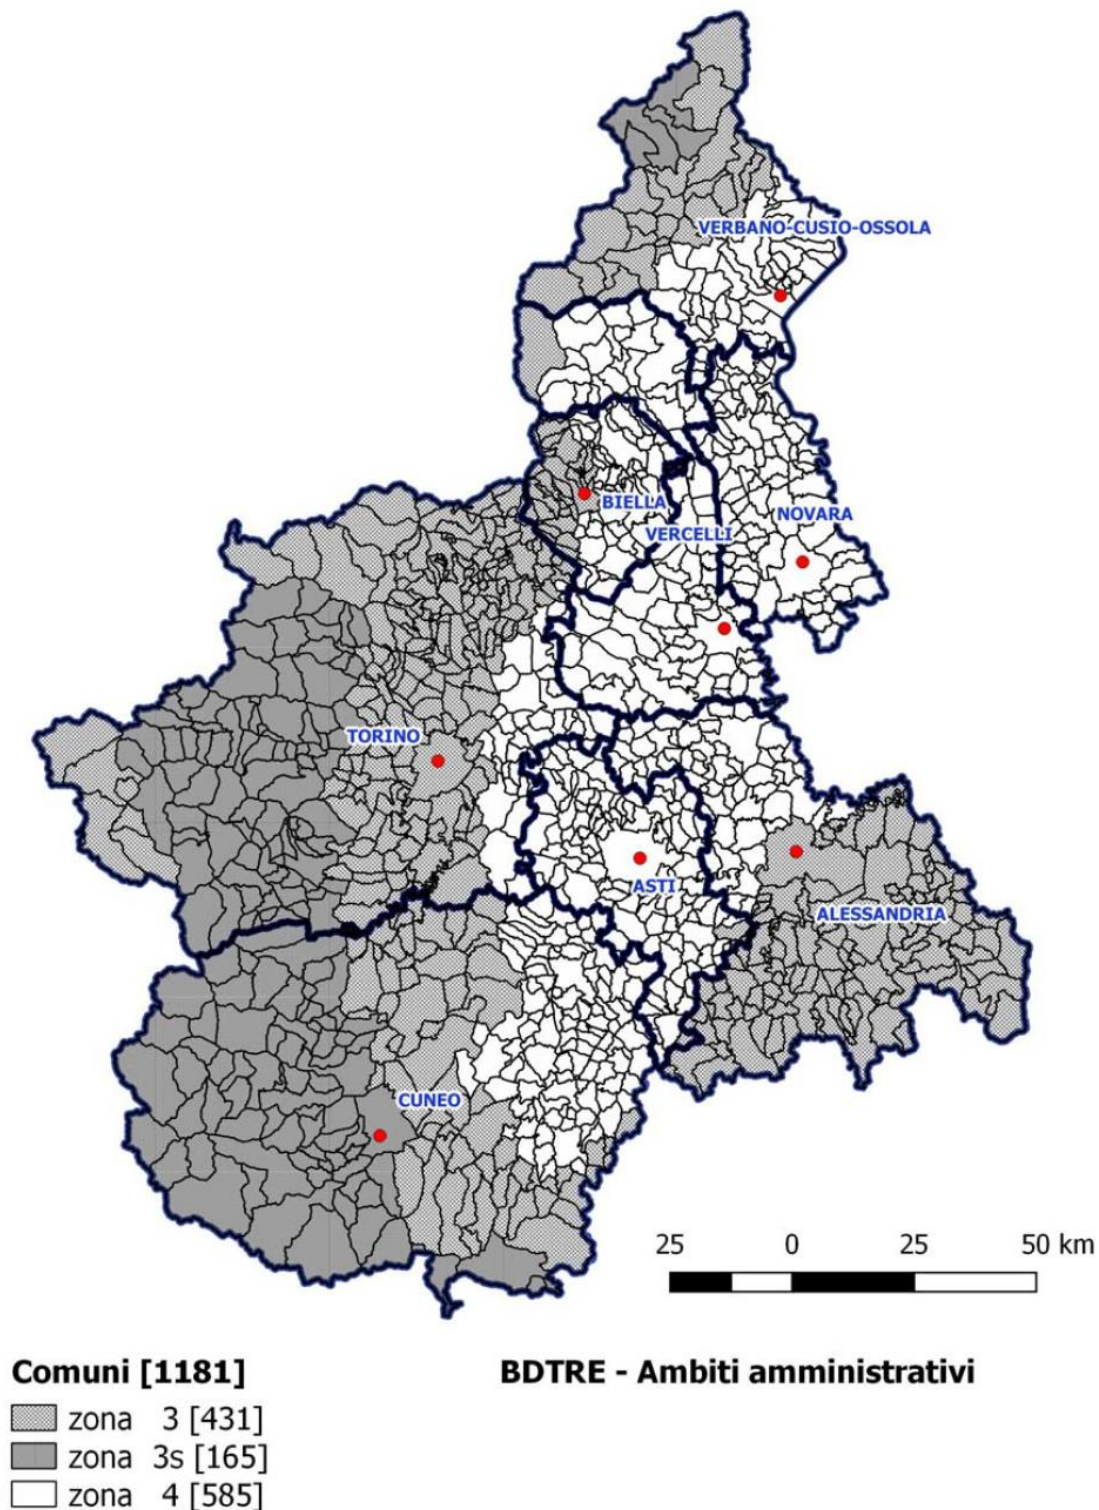 VERBANO-CUSIO-OSSOLA
BIELLA
NOVARA
VERCELLI
TORINO
ASTI
ALESSANDRIA
CUNEO
25 0 25 50 km
Comuni [1181]
BDTRE - Ambiti amministrativi
zona 3 [431]
zona 3s [165]
zona 4 [585]